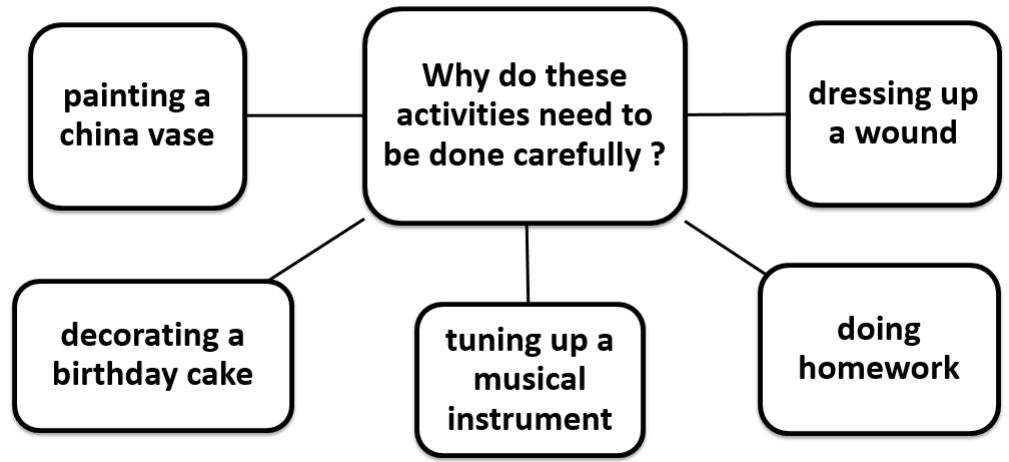 Why do these
activities need to
be done carefully ?
painting a
china vase
dressing up
a wound
decorating a
birthday cake
tuning up a
musical
instrument
doing
homework